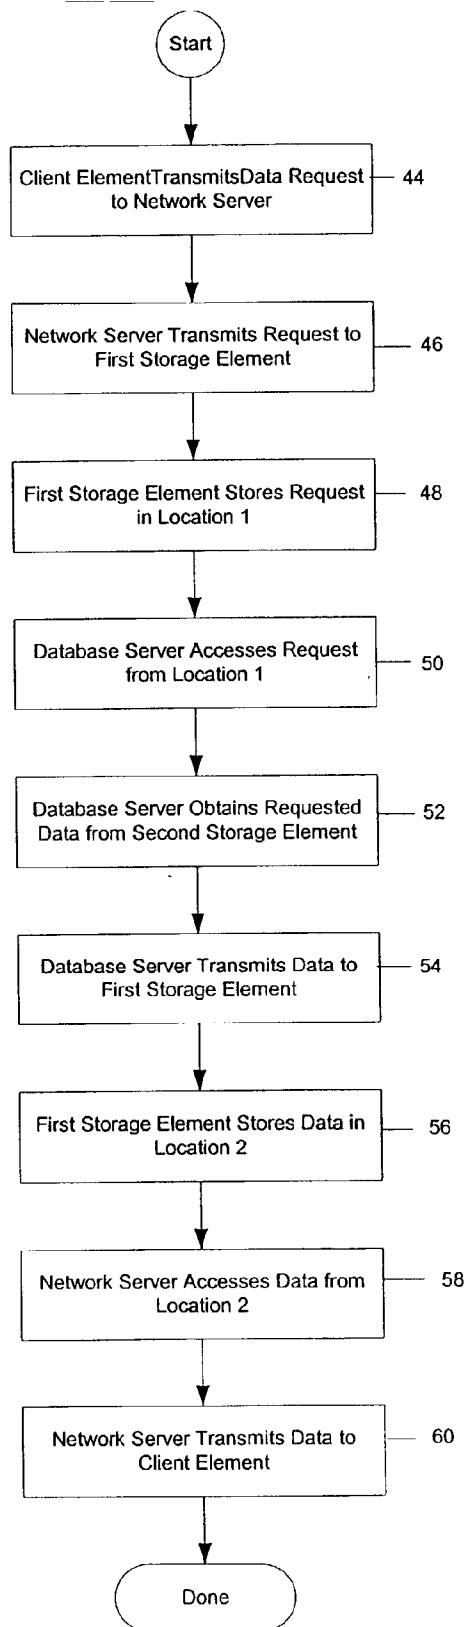 Start
Client ElementTransmitsData Request
to Network Server
44
Network Server Transmits Request to
First Storage Element
46
First Storage Element Stores Request
in Location 1
48
Database Server Accesses Request
from Location 1
50
Database Server Obtains Requested
Data from Second Storage Element
52
Database Server Transmits Data to
First Storage Element
54
First Storage Element Stores Data in
Location 2
56
Network Server Accesses Data from
Location 2
58
Network Server Transmits Data to
Client Element
60
Done